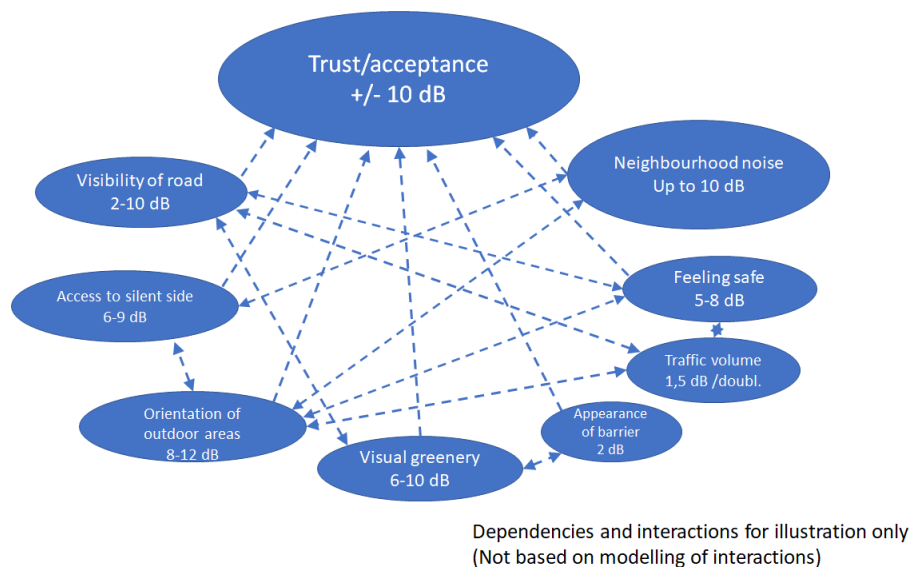 Trust/acceptance
+/- 10 dB
Neighbourhood noise
Up to 10 dB
Visibility of road
2-10 dB
Feeling safe
5-8 dB
Access to silent side
6-9 dB
Traffic volume
1,5 dB /doubl.
Orientation of
outdoor areas
8-12 dB
Appearance
of barrier
2 dB
Visual greenery
6-10 dB
Dependencies and interactions for illustration only
(Not based on modelling of interactions)